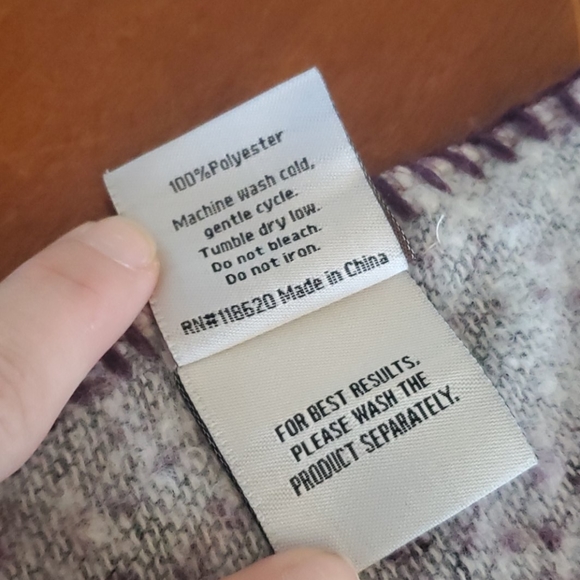 100%Polyester
Machine wash cold,
gentle cycle.
Tumble dry low.
Do not bleach.
Do not iron.
RN#118620 Made in China
FOR BEST RESULTS,
PLEASE WASH THE
PRODUCT SEPARATELY.